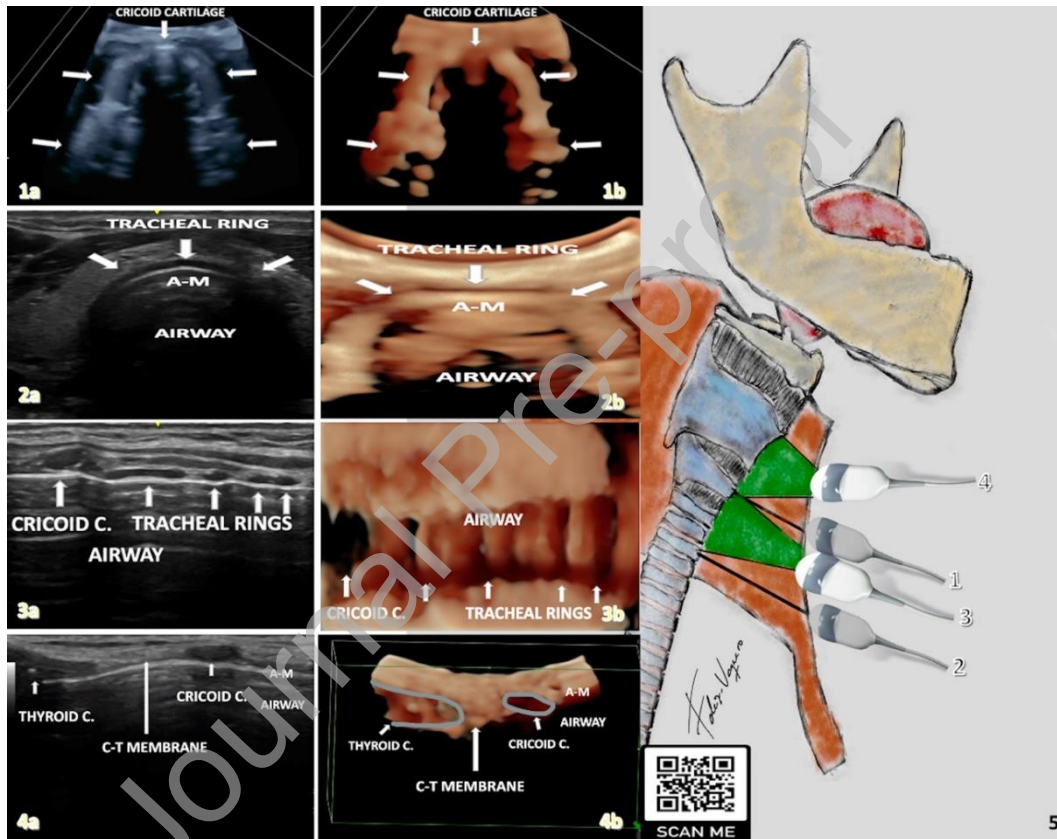 CRICOID CARTILAGE
1a
CRICOID CARTILAGE
1b
TRACHEAL RING
A-M
AIRWAY
2a
TRACHEAL RING
A-M
AIRWAY
2b
CRICOID C. TRACHEAL RINGS
AIRWAY
3a
AIRWAY
CRICOID C. TRACHEAL RINGS
3b
A-M
CRICOID C. AIRWAY
THYROID C.
C-T MEMBRANE
4a
A-M
AIRWAY
THYROID C. CRICOID C.
C-T MEMBRANE
4b
4
1
3
2
SCAN ME
5
Journal Pre-proof